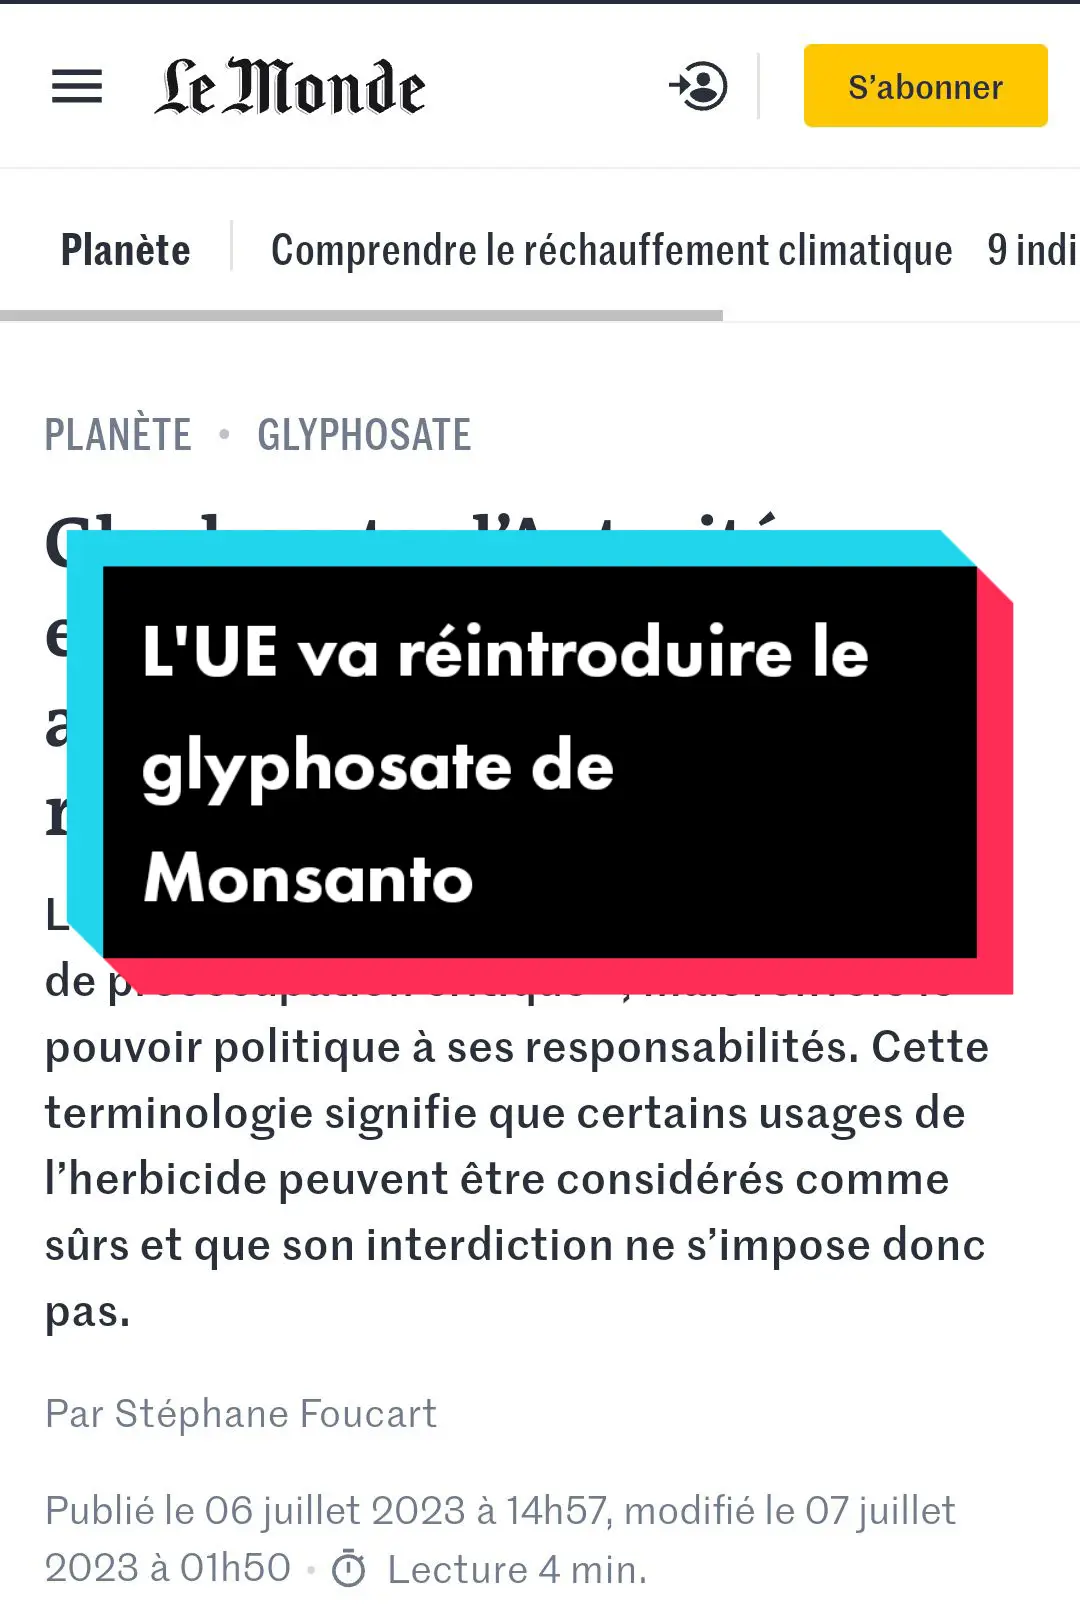 Le Monde
S’abonner
Planète
Comprendre le réchauffement climatique 9 indi
PLANÈTE • GLYPHOSATE
L'UE va réintroduire le
glyphosate de
Monsanto
de
pouvoir politique à ses responsabilités. Cette
terminologie signifie que certains usages de
l’herbicide peuvent être considérés comme
sûrs et que son interdiction ne s’impose donc
pas.
Par Stéphane Foucart
Publié le 06 juillet 2023 à 14h57, modifié le 07 juillet
2023 à 01h50 • Lecture 4 min.